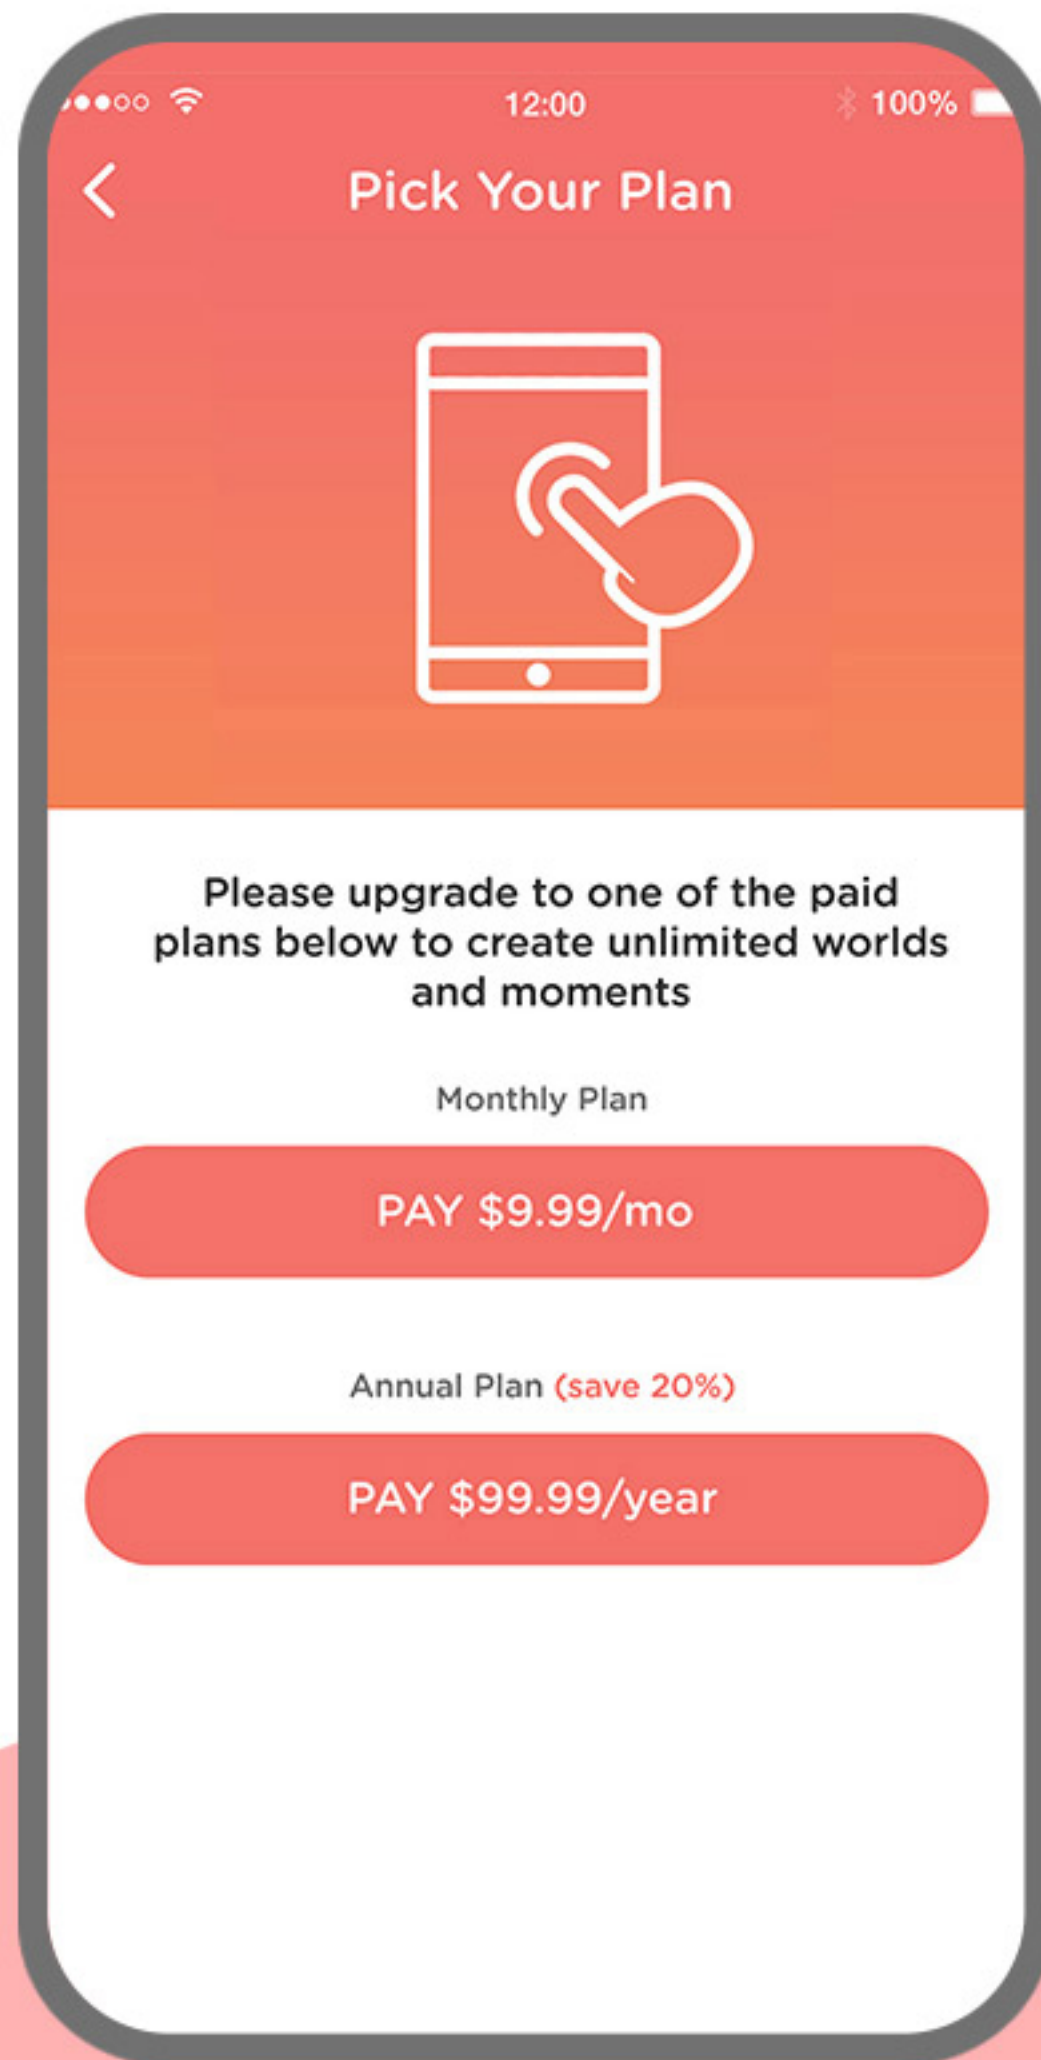 12:00
100%
Pick Your Plan
Please upgrade to one of the paid
plans below to create unlimited worlds
and moments
Monthly Plan
PAY $9.99/mo
Annual Plan (save 20%)
PAY $99.99/year